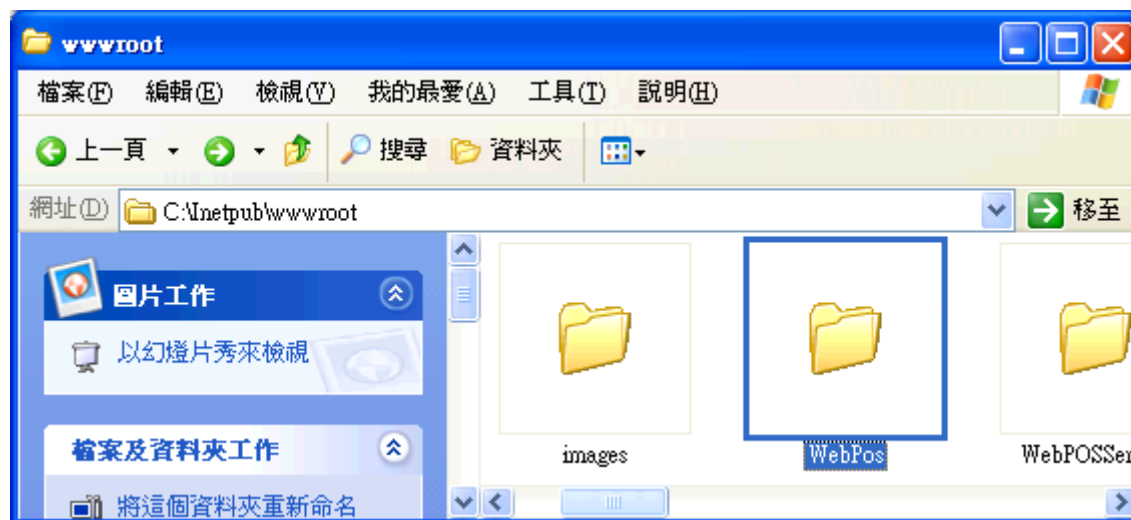 wwwroot
檔案(F) 編輯(E) 檢視(V) 我的最愛(A) 工具(T) 說明(H)
上一頁 搜尋 資料夾
網址(D) C:\Inetpub\wwwroot 移至
圖片工作
以幻燈片秀來檢視
檔案及資料夾工作
將這個資料夾重新命名
images WebPos WebPOSSer